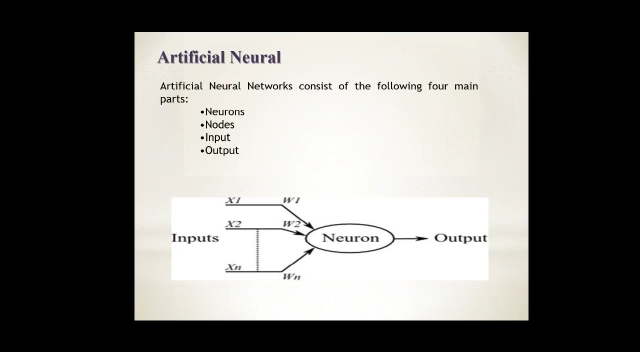 Artificial Neural
Artificial Neural Networks consist of the following four main
parts:
•Neurons
•Nodes
•Input
•Output
X1 W1
X2 W2
Inputs Neuron Output
Xn
Wn